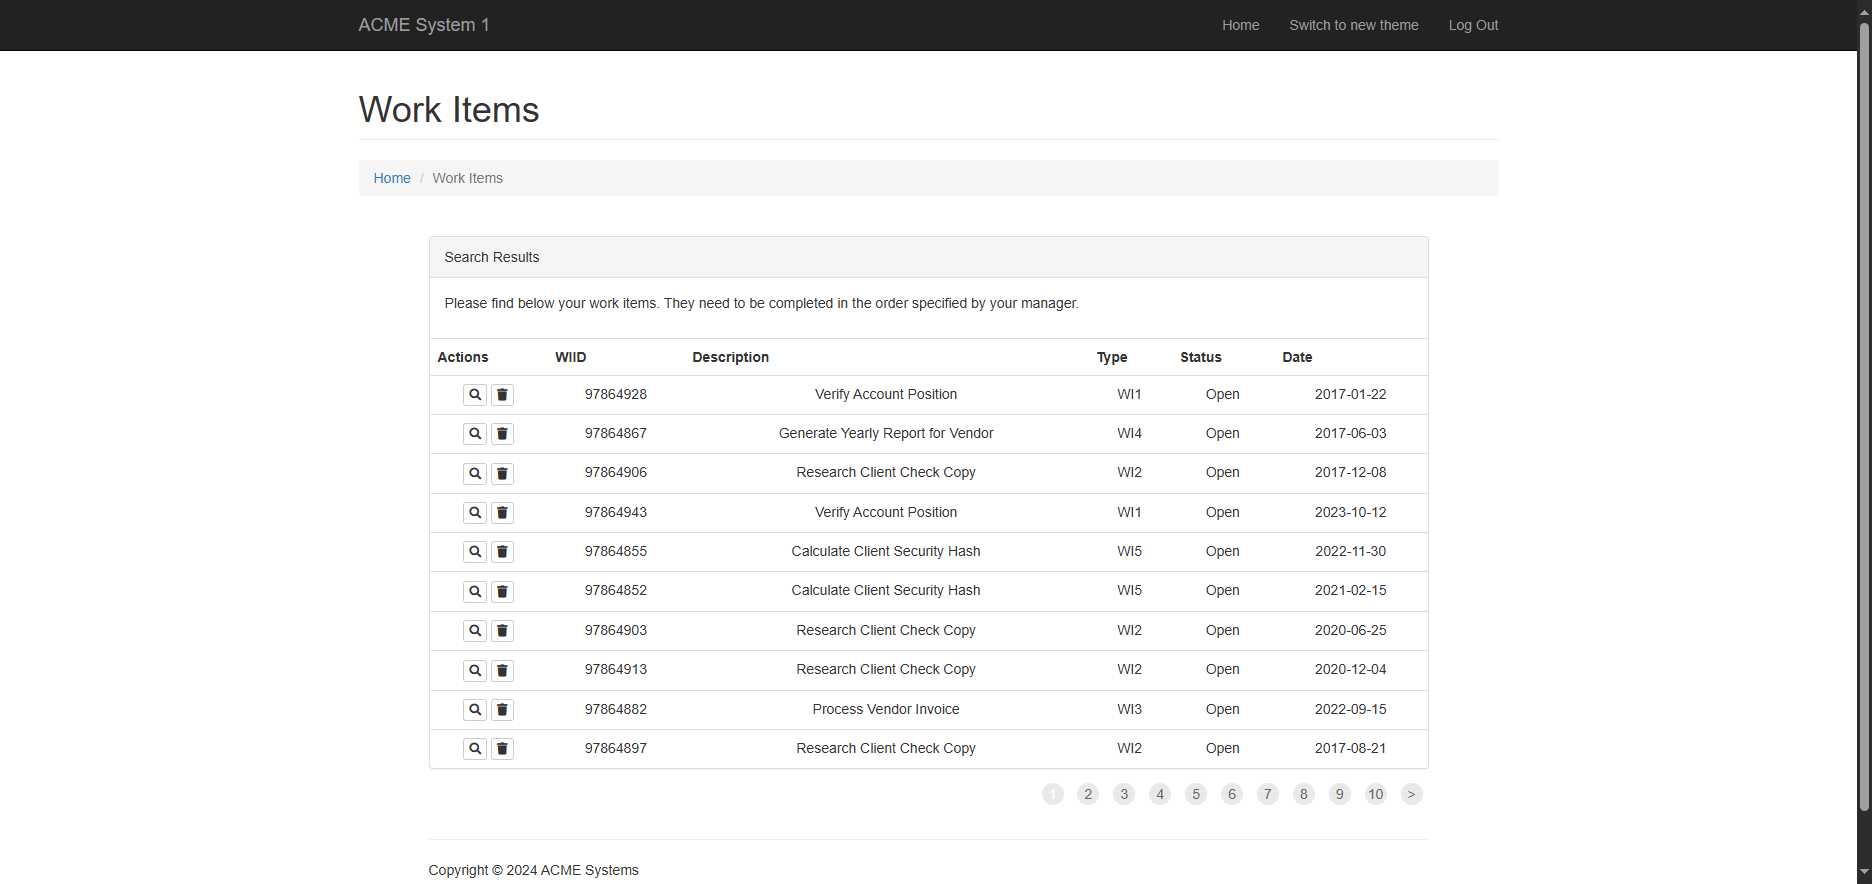 ACME System 1 Home Switch to new theme Log Out
Work Items
Home / Work Items
Search Results
Please find below your work items. They need to be completed in the order specified by your manager.
Actions WIID Description Type Status Date
97864928 Verify Account Position WI1 Open 2017-01-22
97864867 Generate Yearly Report for Vendor WI4 Open 2017-06-03
97864906 Research Client Check Copy WI2 Open 2017-12-08
97864943 Verify Account Position WI1 Open 2023-10-12
97864855 Calculate Client Security Hash WI5 Open 2022-11-30
97864852 Calculate Client Security Hash WI5 Open 2021-02-15
97864903 Research Client Check Copy WI2 Open 2020-06-25
97864913 Research Client Check Copy WI2 Open 2020-12-04
97864882 Process Vendor Invoice WI3 Open 2022-09-15
97864897 Research Client Check Copy WI2 Open 2017-08-21
1 2 3 4 5 6 7 8 9 10 >
Copyright © 2024 ACME Systems